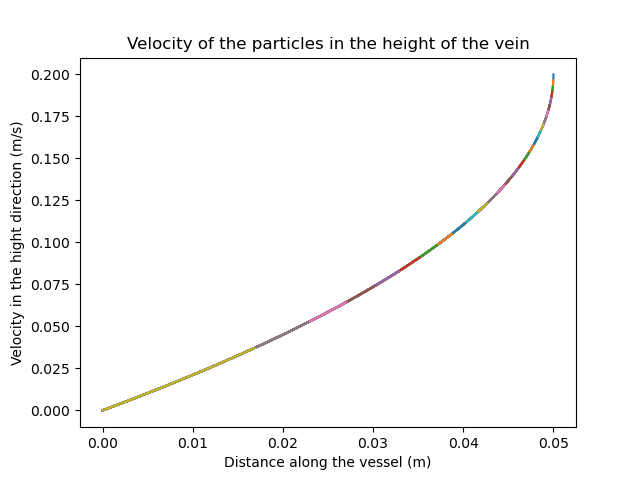 Velocity of the particles in the height of the vein
Velocity in the hight direction (m/s)
0.200
0.175
0.150
0.125
0.100
0.075
0.050
0.025
0.000
0.00 0.01 0.02 0.03 0.04 0.05
Distance along the vessel (m)